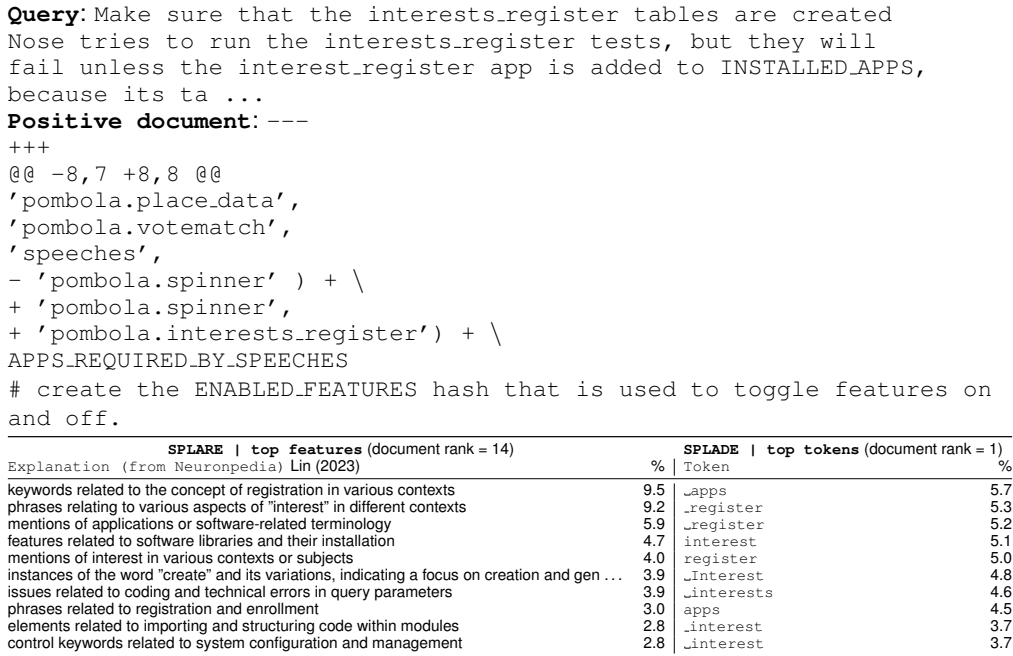 Query: Make sure that the interests_register tables are created
Nose tries to run the interests_register tests, but they will
fail unless the interest_register app is added to INSTALLED_APPS,
because its ta ...
Positive document: ---
+++
@@ -8,7 +8,8 @@
'pombola.place_data',
'pombola.votematch',
'speeches',
- 'pombola.spinner' ) + \
+ 'pombola.spinner',
+ 'pombola.interests_register') + \
APPS_REQUIRED_BY_SPEECHES
# create the ENABLED_FEATURES hash that is used to toggle features on
and off.
SPLARE | top features (document rank = 14) SPLADE | top tokens (document rank = 1)
Explanation (from Neuronpedia) Lin (2023) % | Token %
keywords related to the concept of registration in various contexts 9.5 ␣apps 5.7
phrases relating to various aspects of "interest" in different contexts 9.2 _register 5.3
mentions of applications or software-related terminology 5.9 ␣register 5.2
features related to software libraries and their installation 4.7 interest 5.1
mentions of interest in various contexts or subjects 4.0 register 5.0
instances of the word "create" and its variations, indicating a focus on creation and gen ... 3.9 ␣Interest 4.8
issues related to coding and technical errors in query parameters 3.9 ␣interests 4.6
phrases related to registration and enrollment 3.0 apps 4.5
elements related to importing and structuring code within modules 2.8 _interest 3.7
control keywords related to system configuration and management 2.8 ␣interest 3.7